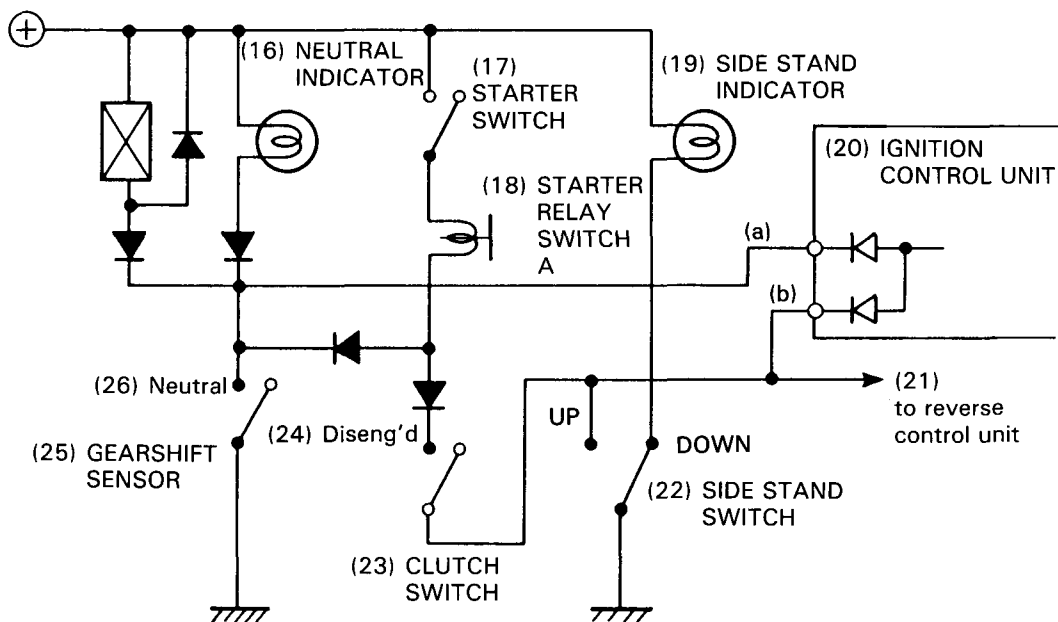 (16) NEUTRAL
INDICATOR
(17)
STARTER
SWITCH
(19) SIDE STAND
INDICATOR
(20) IGNITION
CONTROL UNIT
(18) STARTER
RELAY
SWITCH
A
(a)
(b)
(26) Neutral
(24) Diseng'd
UP
DOWN
(21)
to reverse
control unit
(25) GEARSHIFT
SENSOR
(22) SIDE STAND
SWITCH
(23) CLUTCH
SWITCH